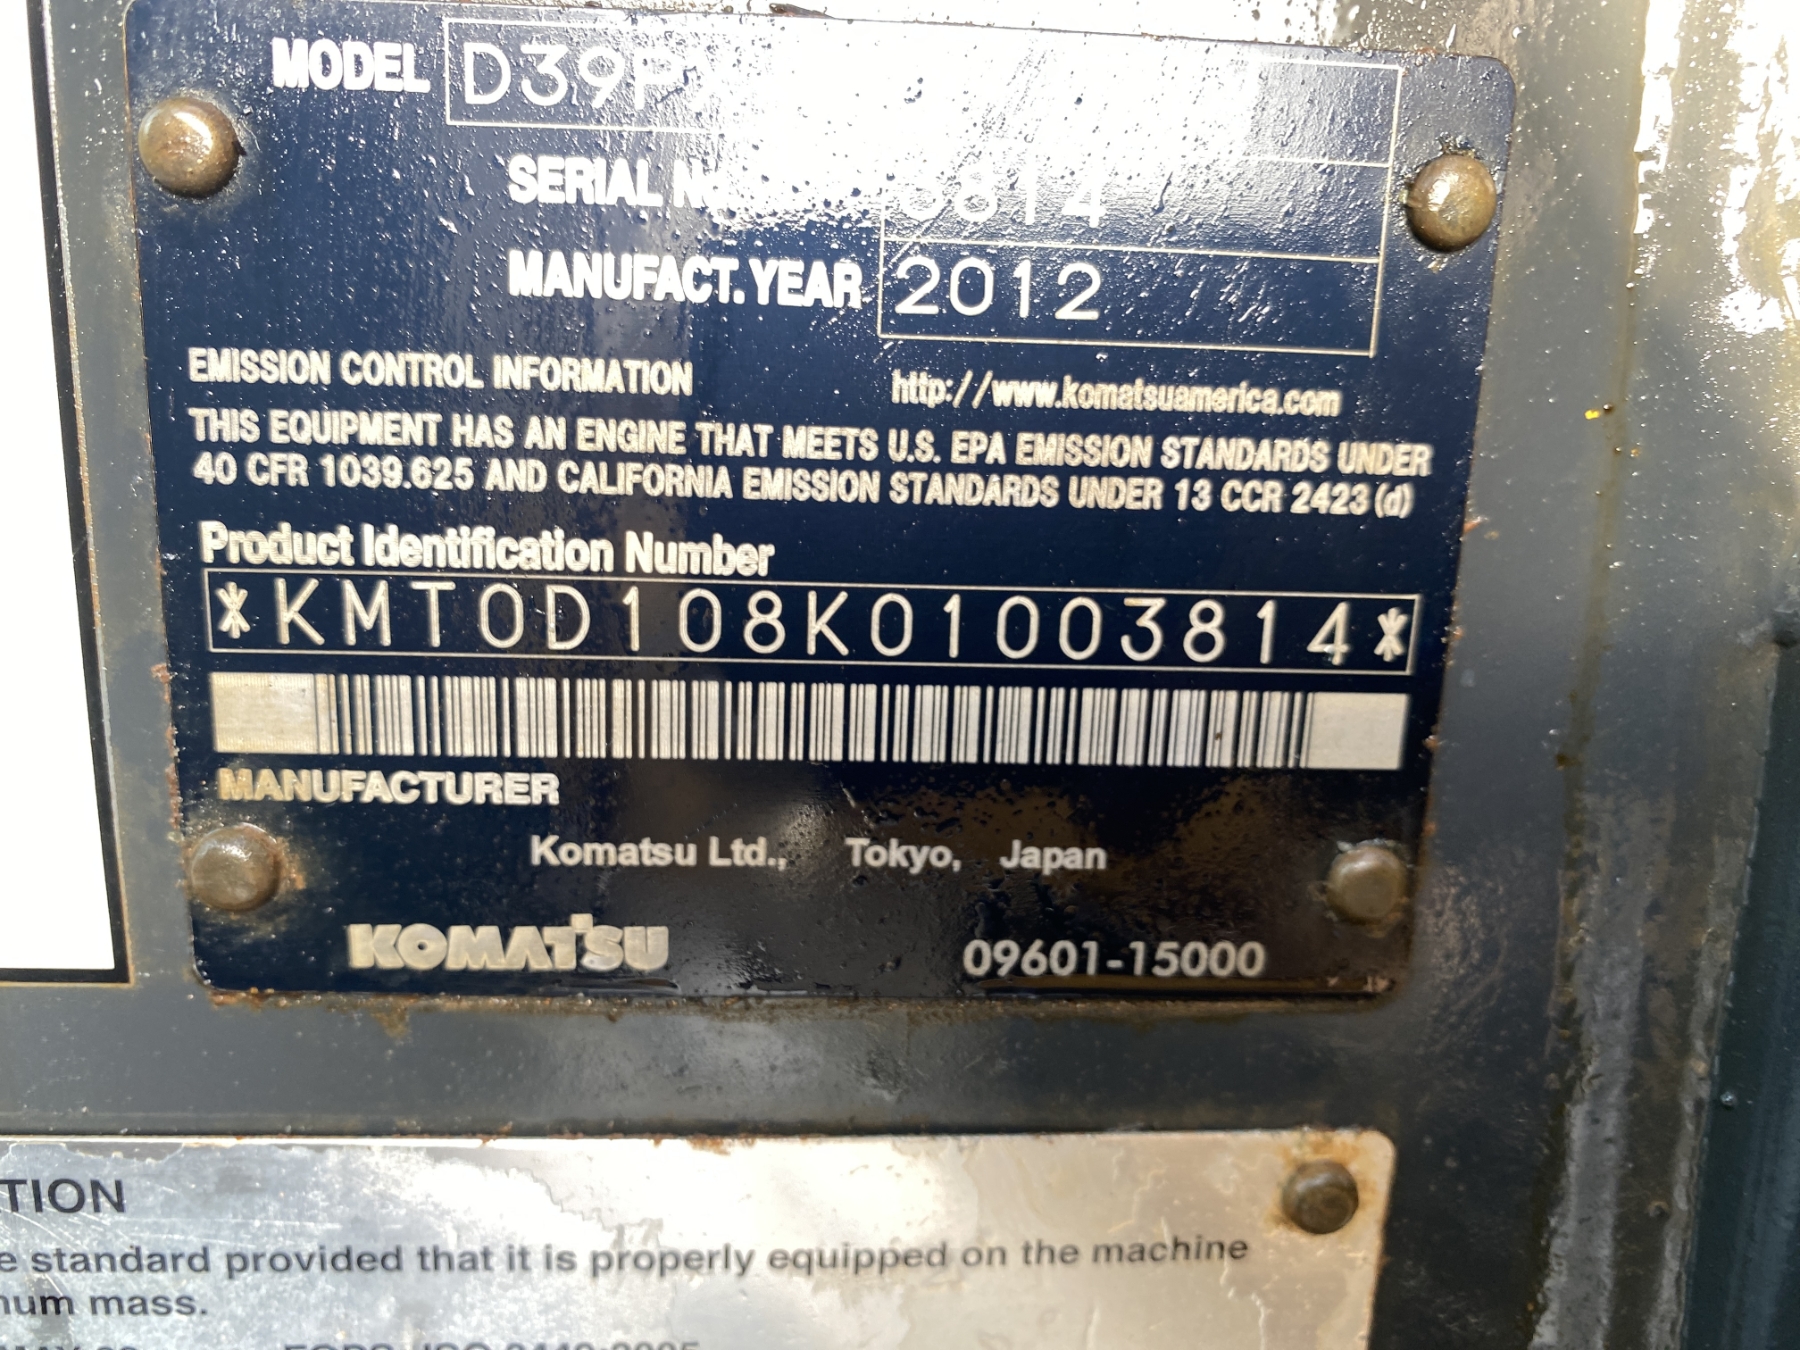 MODEL D39P
SERIAL No. 3814
MANUFACT. YEAR 2012
EMISSION CONTROL INFORMATION http://www.komatsuamerica.com
THIS EQUIPMENT HAS AN ENGINE THAT MEETS U.S. EPA EMISSION STANDARDS UNDER
40 CFR 1039.625 AND CALIFORNIA EMISSION STANDARDS UNDER 13 CCR 2423 (d)
Product Identification Number
*KMT0D108K01003814*
MANUFACTURER
Komatsu Ltd., Tokyo, Japan
KOMATSU 09601-15000
TION
e standard provided that it is properly equipped on the machine
num mass.